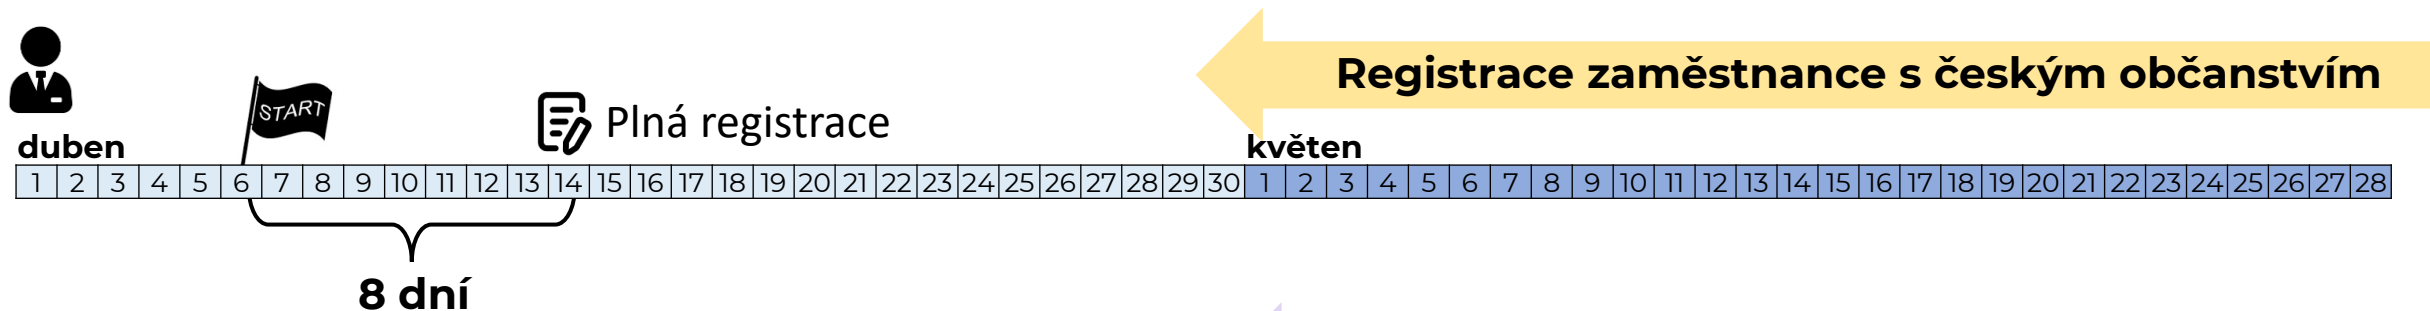 Registrace zaměstnance s českým občanstvím
START
Plná registrace
duben
květen
1 2 3 4 5 6 7 8 9 10 11 12 13 14 15 16 17 18 19 20 21 22 23 24 25 26 27 28 29 30 1 2 3 4 5 6 7 8 9 10 11 12 13 14 15 16 17 18 19 20 21 22 23 24 25 26 27 28
8 dní